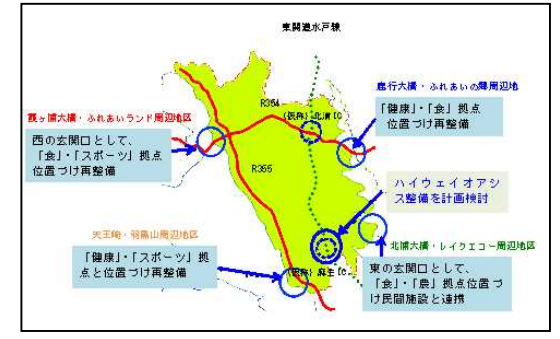 東関道水戸線
鹿行大橋・ふれあいの郷周辺地
R354
(仮称)北浦IC
「健康」・「食」拠点
位置づけ再整備
霞ヶ浦大橋・ふれあいランド周辺地区
西の玄関口として、
「食」・「スポーツ」拠点
位置づけ再整備
R355
ハイウェイオアシ
ス整備を計画検討
天王崎・羽黒山周辺地区
北浦大橋・レイクエコー周辺地区
「健康」・「スポーツ」拠
点と位置づけ再整備
(仮称)麻生IC
東の玄関口として、
「食」・「農」拠点位置づ
け民間施設と連携